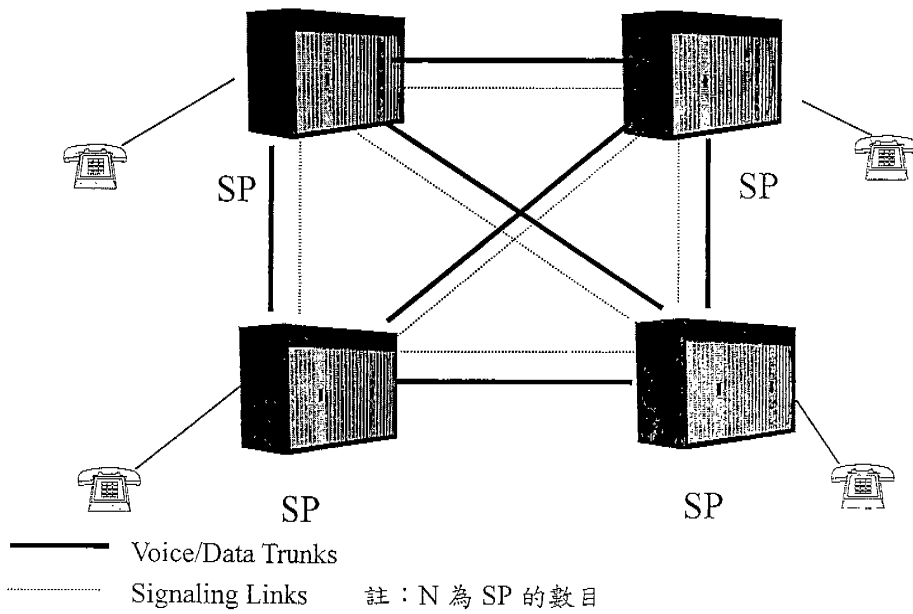 SP
SP
SP
SP
Voice/Data Trunks
Signaling Links 註：N 為 SP 的數目